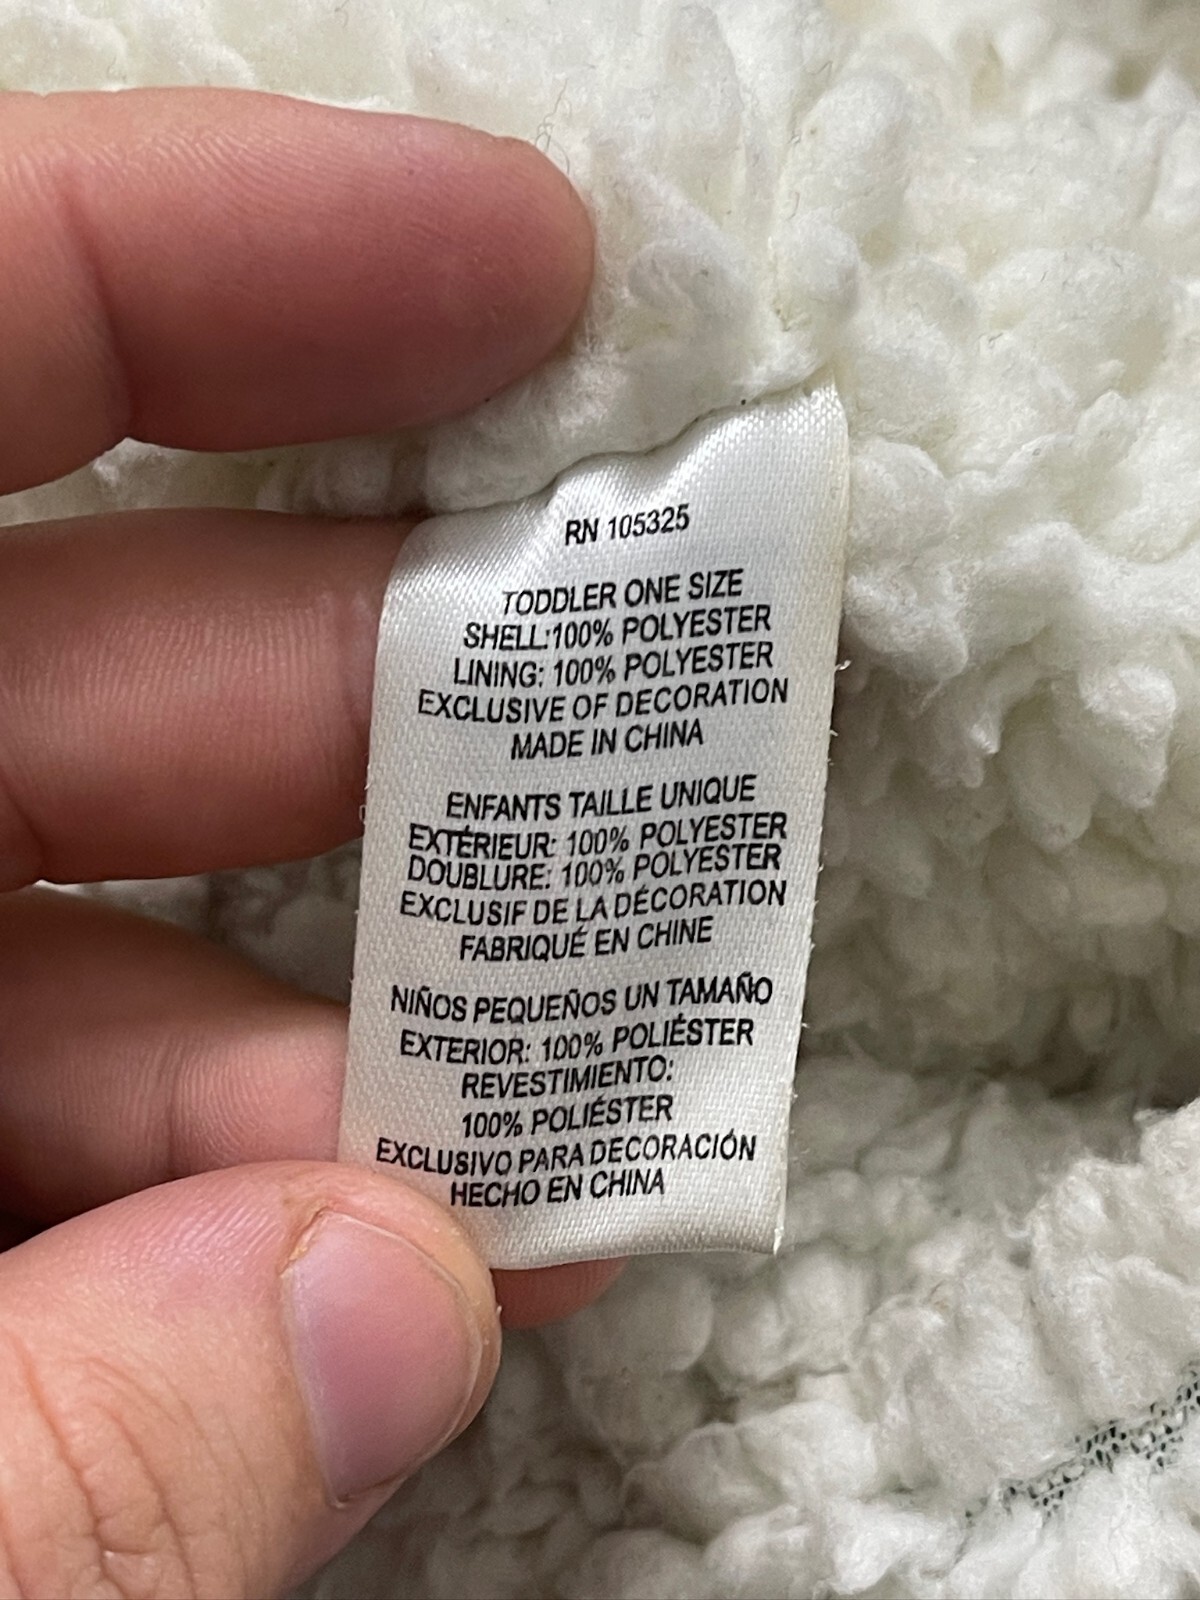 RN 105325
TODDLER ONE SIZE
SHELL:100% POLYESTER
LINING: 100% POLYESTER
EXCLUSIVE OF DECORATION
MADE IN CHINA
ENFANTS TAILLE UNIQUE
EXTÉRIEUR: 100% POLYESTER
DOUBLURE: 100% POLYESTER
EXCLUSIF DE LA DÉCORATION
FABRIQUÉ EN CHINE
NIÑOS PEQUEÑOS UN TAMAÑO
EXTERIOR: 100% POLIÉSTER
REVESTIMIENTO:
100% POLIÉSTER
EXCLUSIVO PARA DECORACIÓN
HECHO EN CHINA